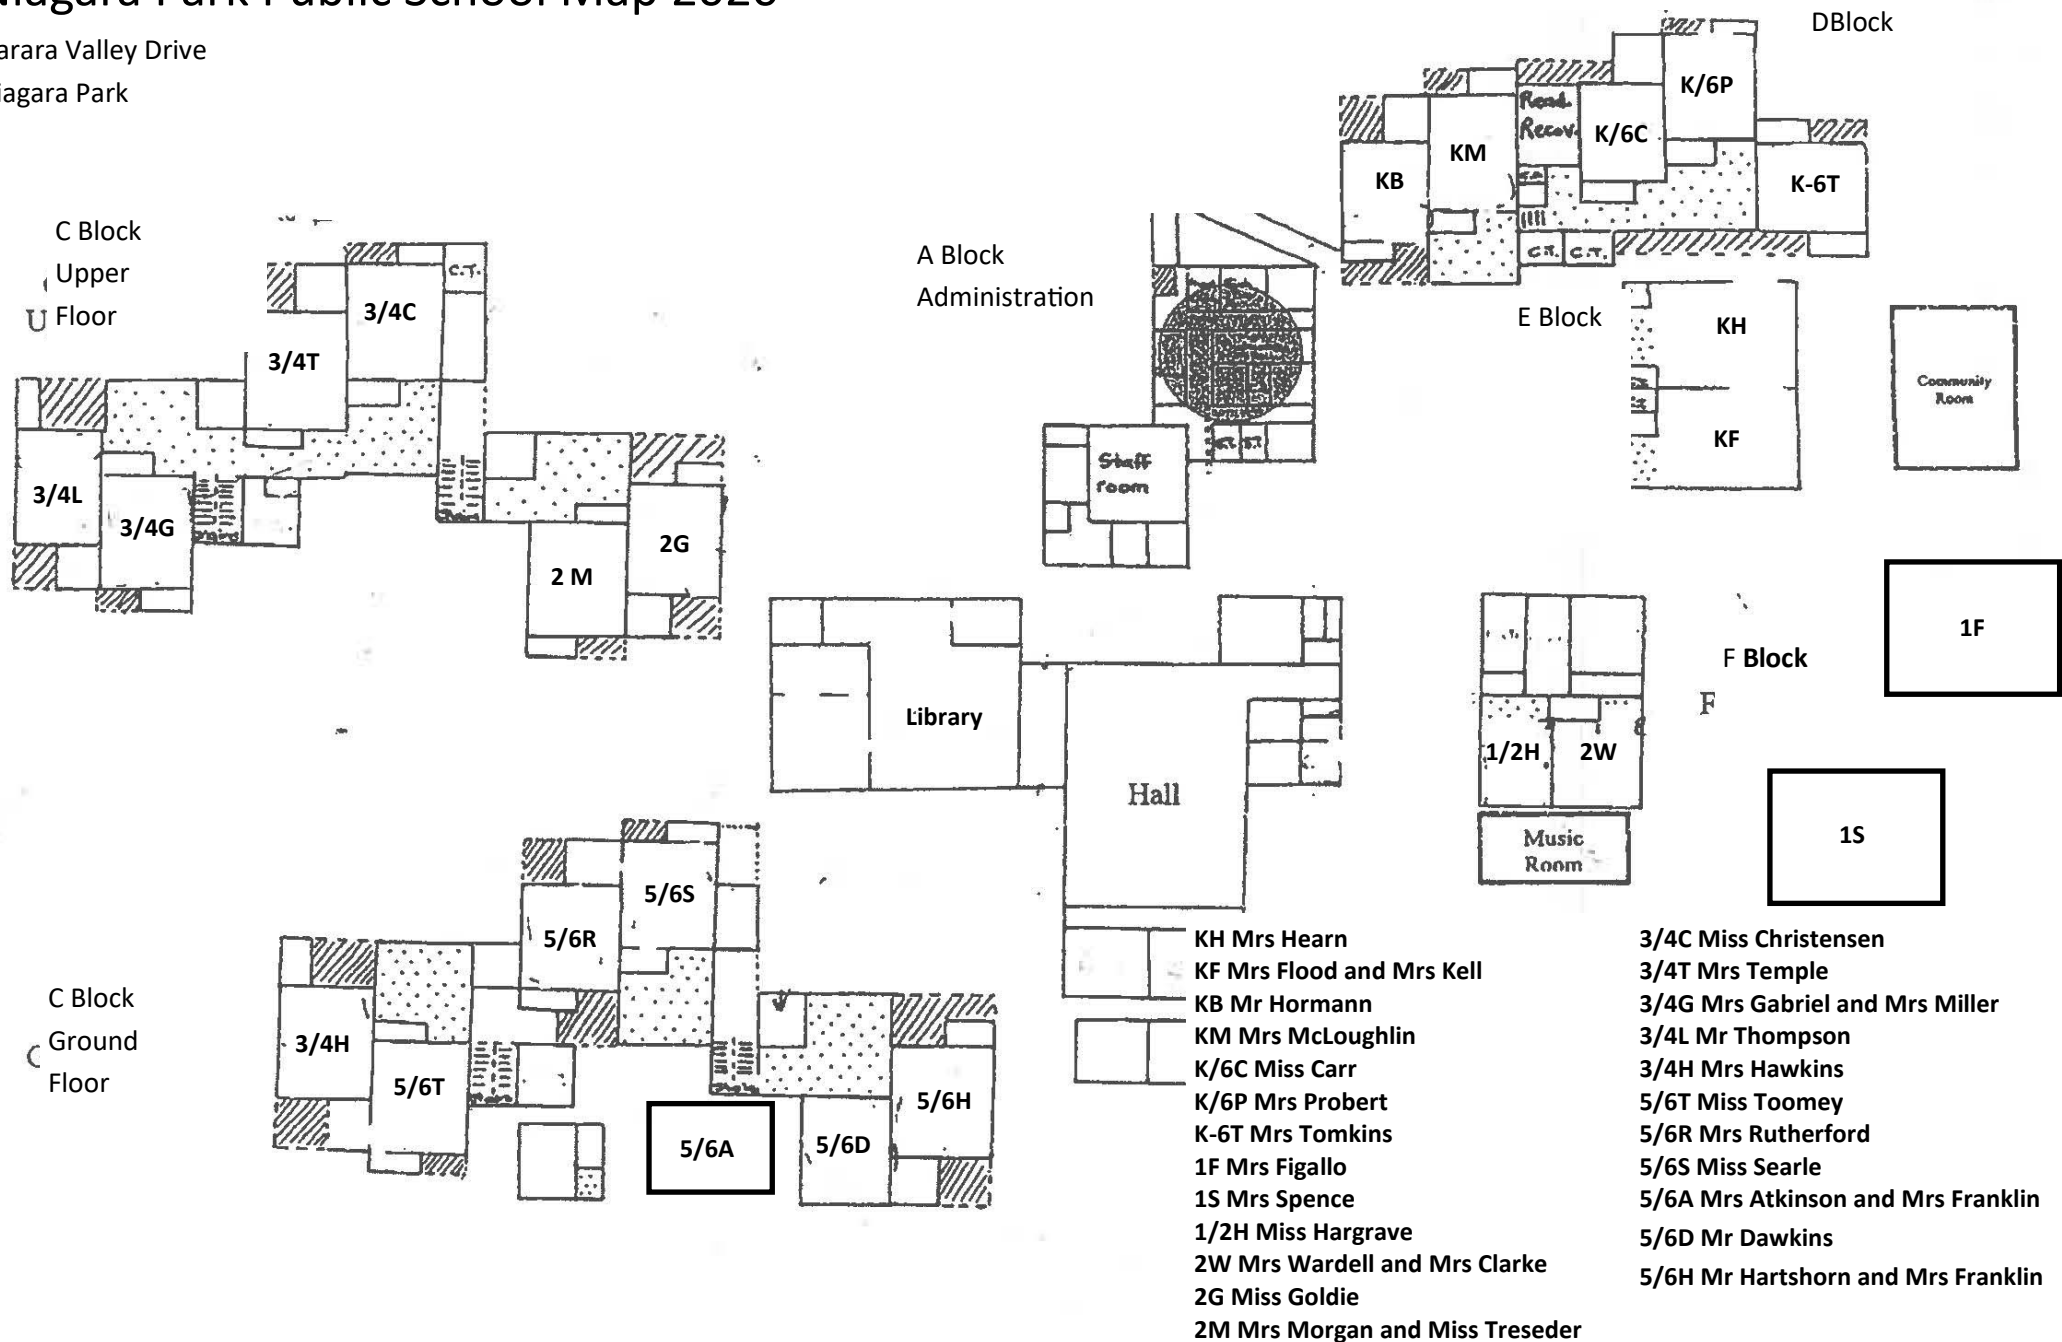 Niagara Park Public School Map 2020
arara Valley Drive
iagara Park
DBlock
K/6P
Read.
Recov.
K/6C
KM
KB
K-6T
C.T.
C.T.
C Block
Upper
Floor
U
C.T.
3/4C
3/4T
3/4L
3/4G
2 M
2G
A Block
Administration
Staff
room
E Block
KH
KF
Community
Room
1F
F Block
F
Library
Hall
1/2H
2W
Music
Room
1S
C Block
Ground
Floor
5/6S
5/6R
3/4H
5/6T
5/6A
5/6D
5/6H
KH Mrs Hearn
KF Mrs Flood and Mrs Kell
KB Mr Hormann
KM Mrs McLoughlin
K/6C Miss Carr
K/6P Mrs Probert
K-6T Mrs Tomkins
1F Mrs Figallo
1S Mrs Spence
1/2H Miss Hargrave
2W Mrs Wardell and Mrs Clarke
2G Miss Goldie
2M Mrs Morgan and Miss Treseder
3/4C Miss Christensen
3/4T Mrs Temple
3/4G Mrs Gabriel and Mrs Miller
3/4L Mr Thompson
3/4H Mrs Hawkins
5/6T Miss Toomey
5/6R Mrs Rutherford
5/6S Miss Searle
5/6A Mrs Atkinson and Mrs Franklin
5/6D Mr Dawkins
5/6H Mr Hartshorn and Mrs Franklin